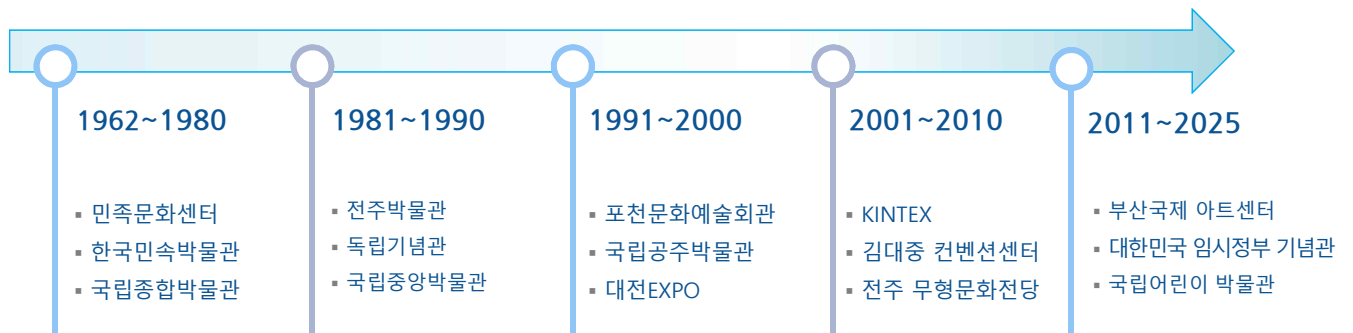 1962~1980
▪ 민족문화센터
▪ 한국민속박물관
▪ 국립종합박물관
1981~1990
▪ 전주박물관
▪ 독립기념관
▪ 국립중앙박물관
1991~2000
▪ 포천문화예술회관
▪ 국립공주박물관
▪ 대전EXPO
2001~2010
▪ KINTEX
▪ 김대중 컨벤션센터
▪ 전주 무형문화전당
2011~2025
▪ 부산국제 아트센터
▪ 대한민국 임시정부 기념관
▪ 국립어린이 박물관